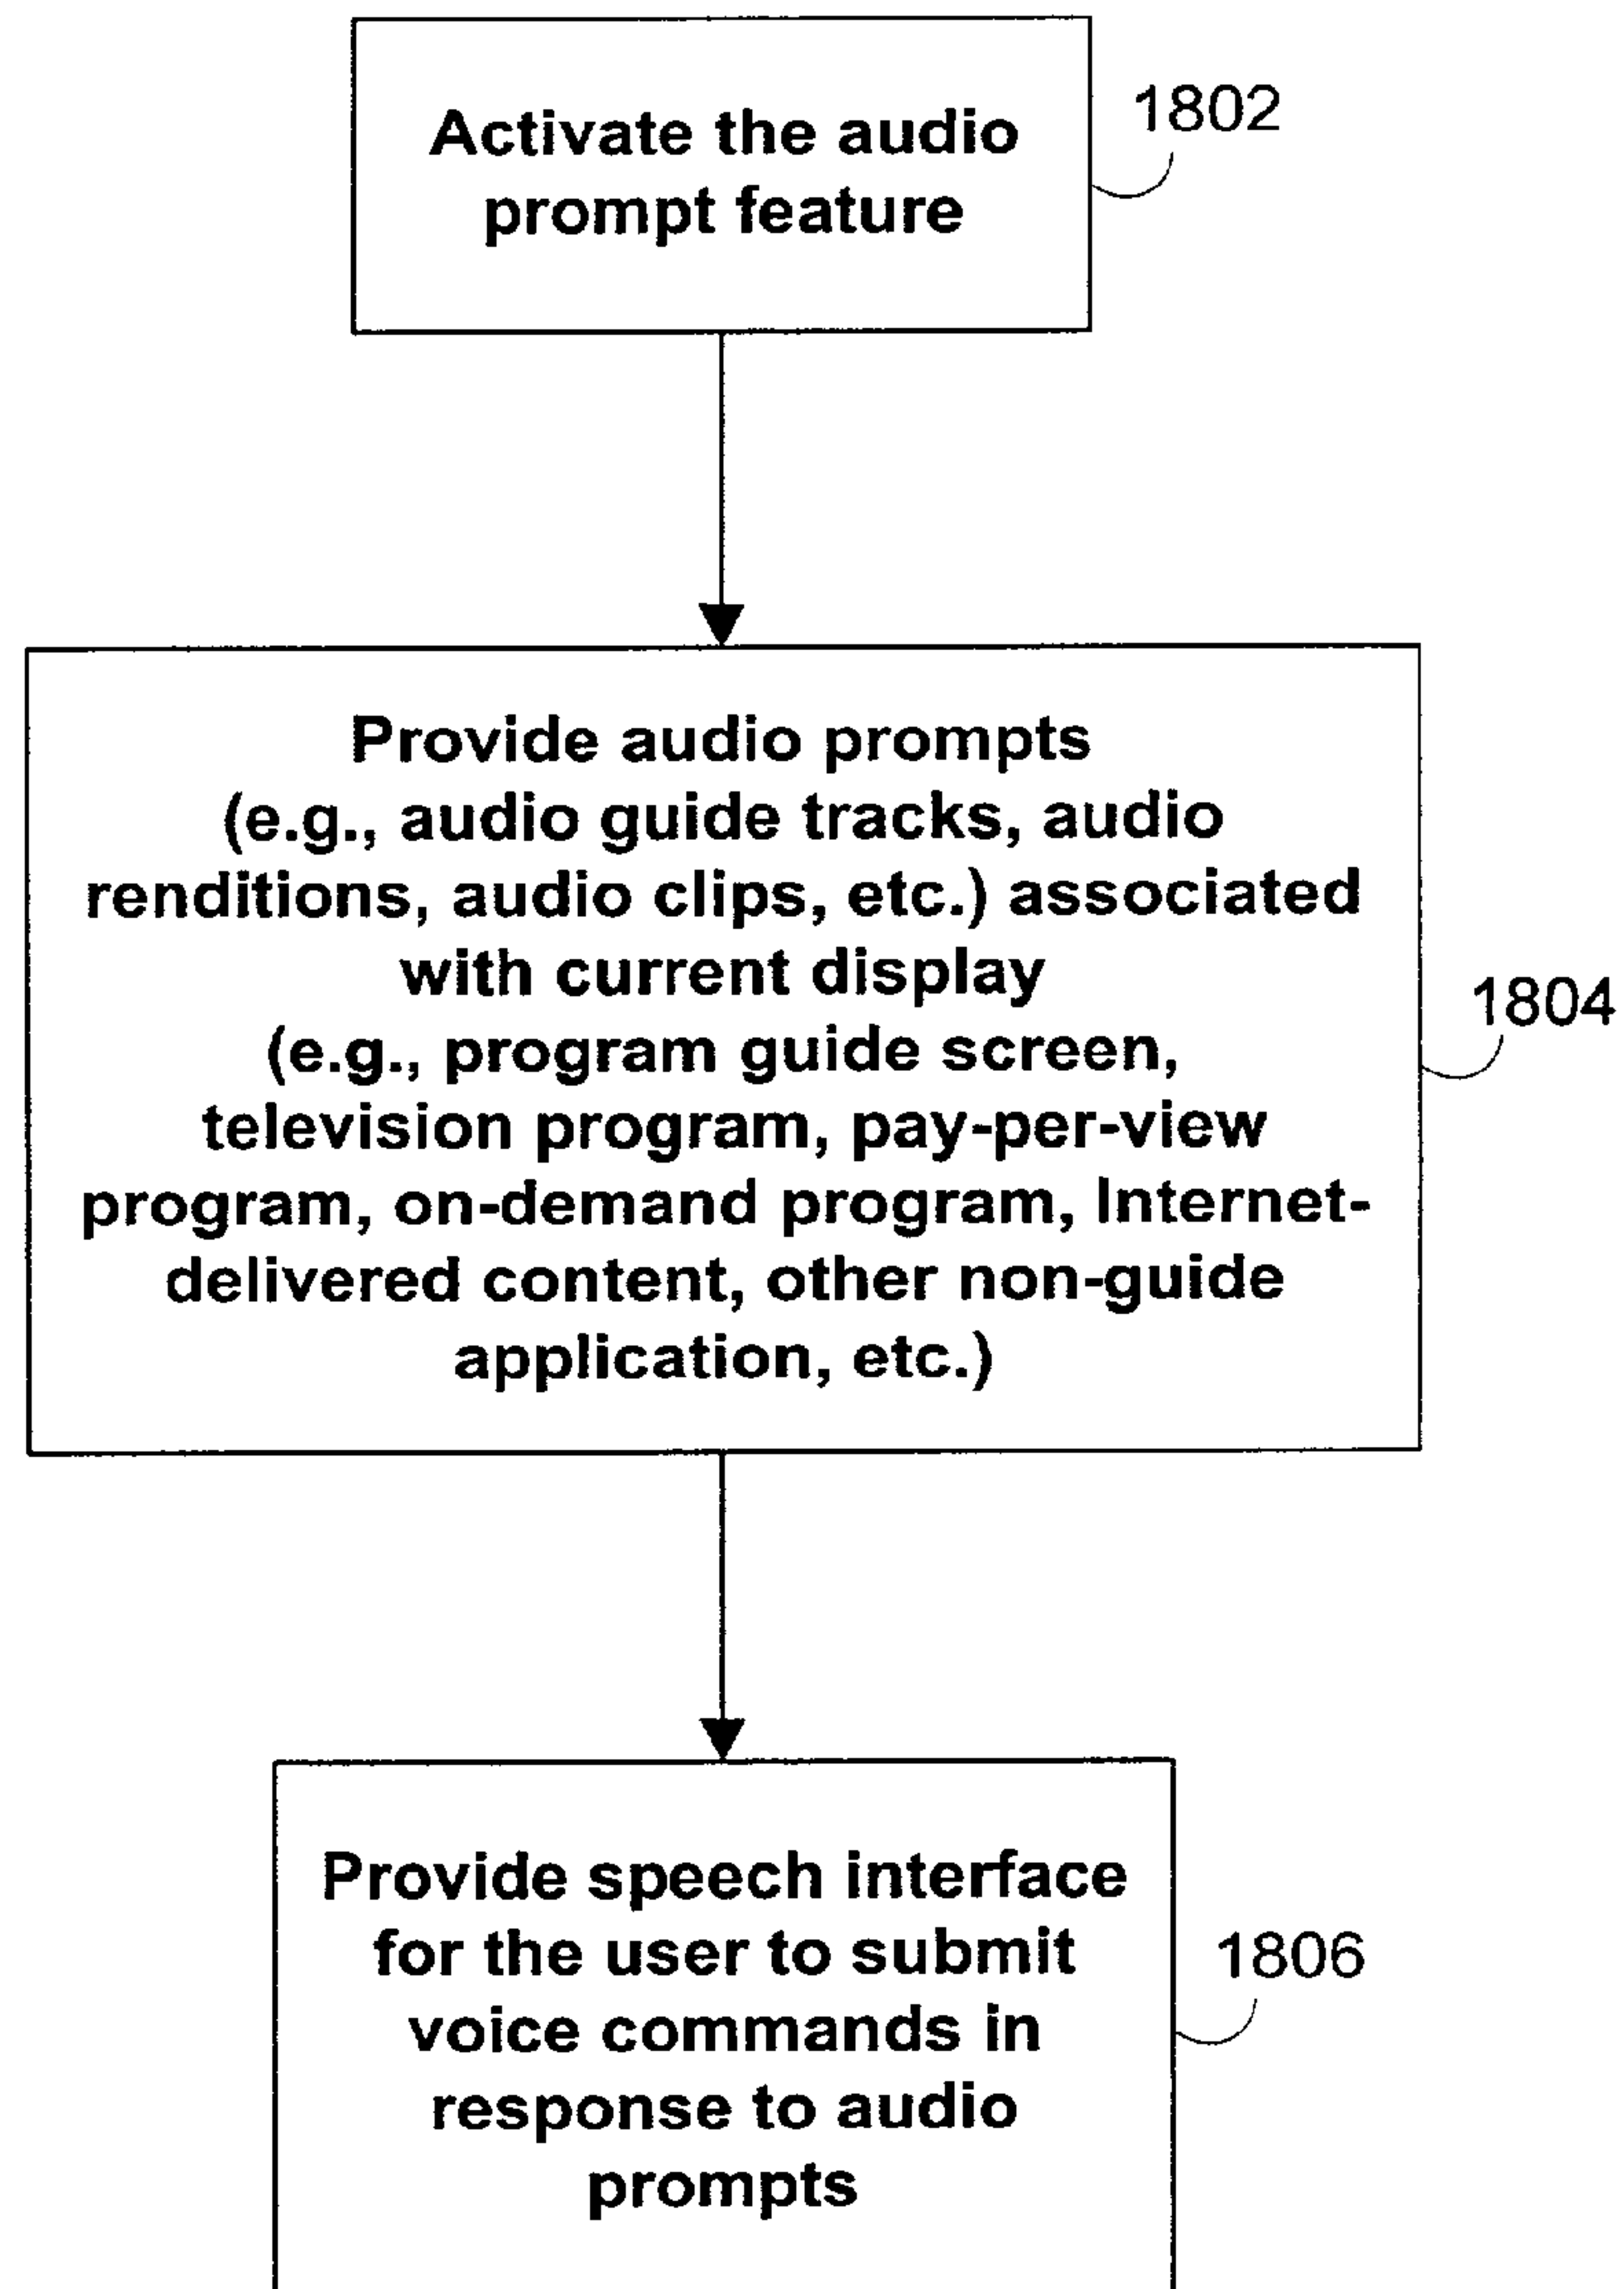 Activate the audio
prompt feature
1802
Provide audio prompts
(e.g., audio guide tracks, audio
renditions, audio clips, etc.) associated
with current display
(e.g., program guide screen,
television program, pay-per-view
program, on-demand program, Internet-
delivered content, other non-guide
application, etc.)
1804
Provide speech interface
for the user to submit
voice commands in
response to audio
prompts
1806